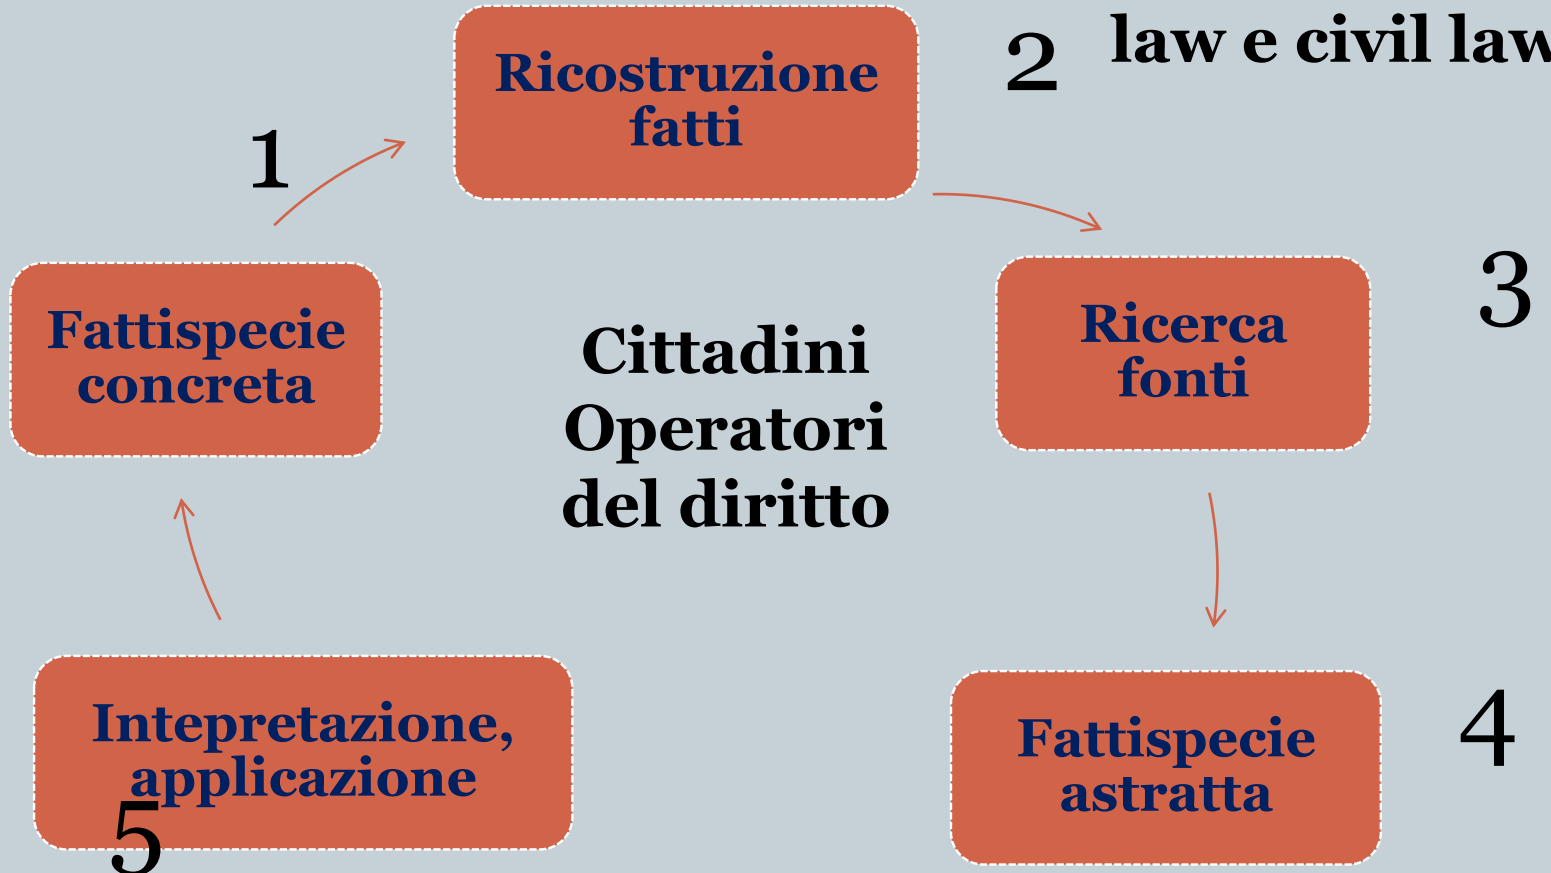 law e civil law
2
Ricostruzione
fatti
1
Fattispecie
concreta
Ricerca
fonti
3
Cittadini
Operatori
del diritto
Intepretazione,
applicazione
5
Fattispecie
astratta
4